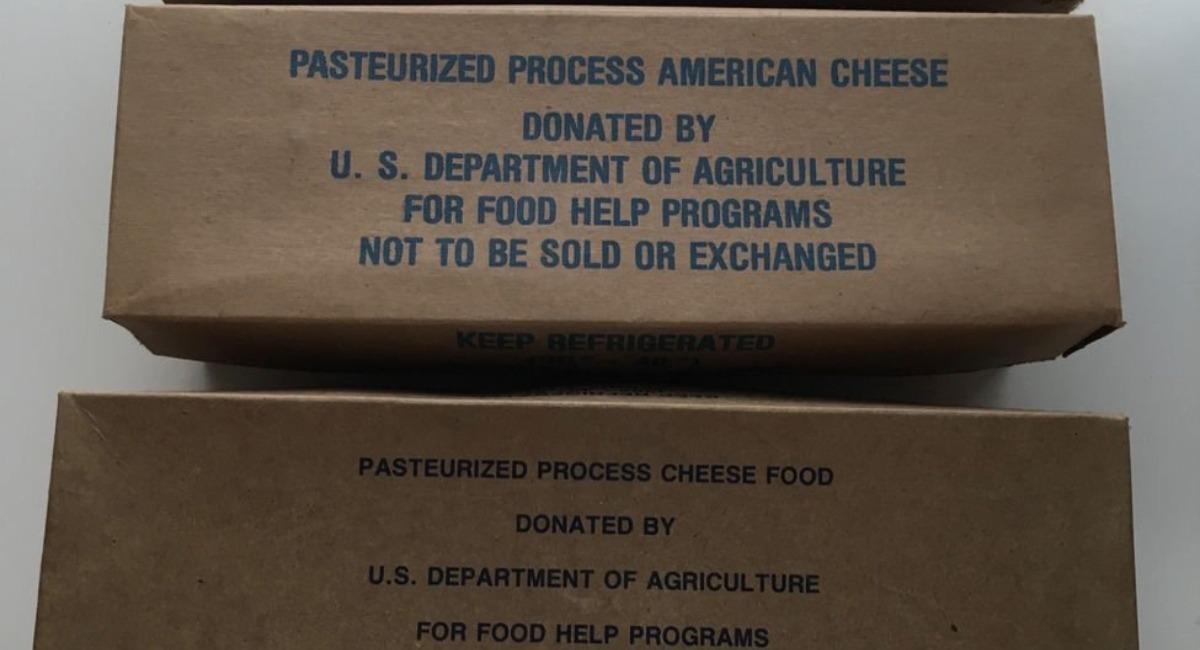 PASTEURIZED PROCESS AMERICAN CHEESE
DONATED BY
U. S. DEPARTMENT OF AGRICULTURE
FOR FOOD HELP PROGRAMS
NOT TO BE SOLD OR EXCHANGED
KEEP REFRIGERATED
PASTEURIZED PROCESS CHEESE FOOD
DONATED BY
U.S. DEPARTMENT OF AGRICULTURE
FOR FOOD HELP PROGRAMS